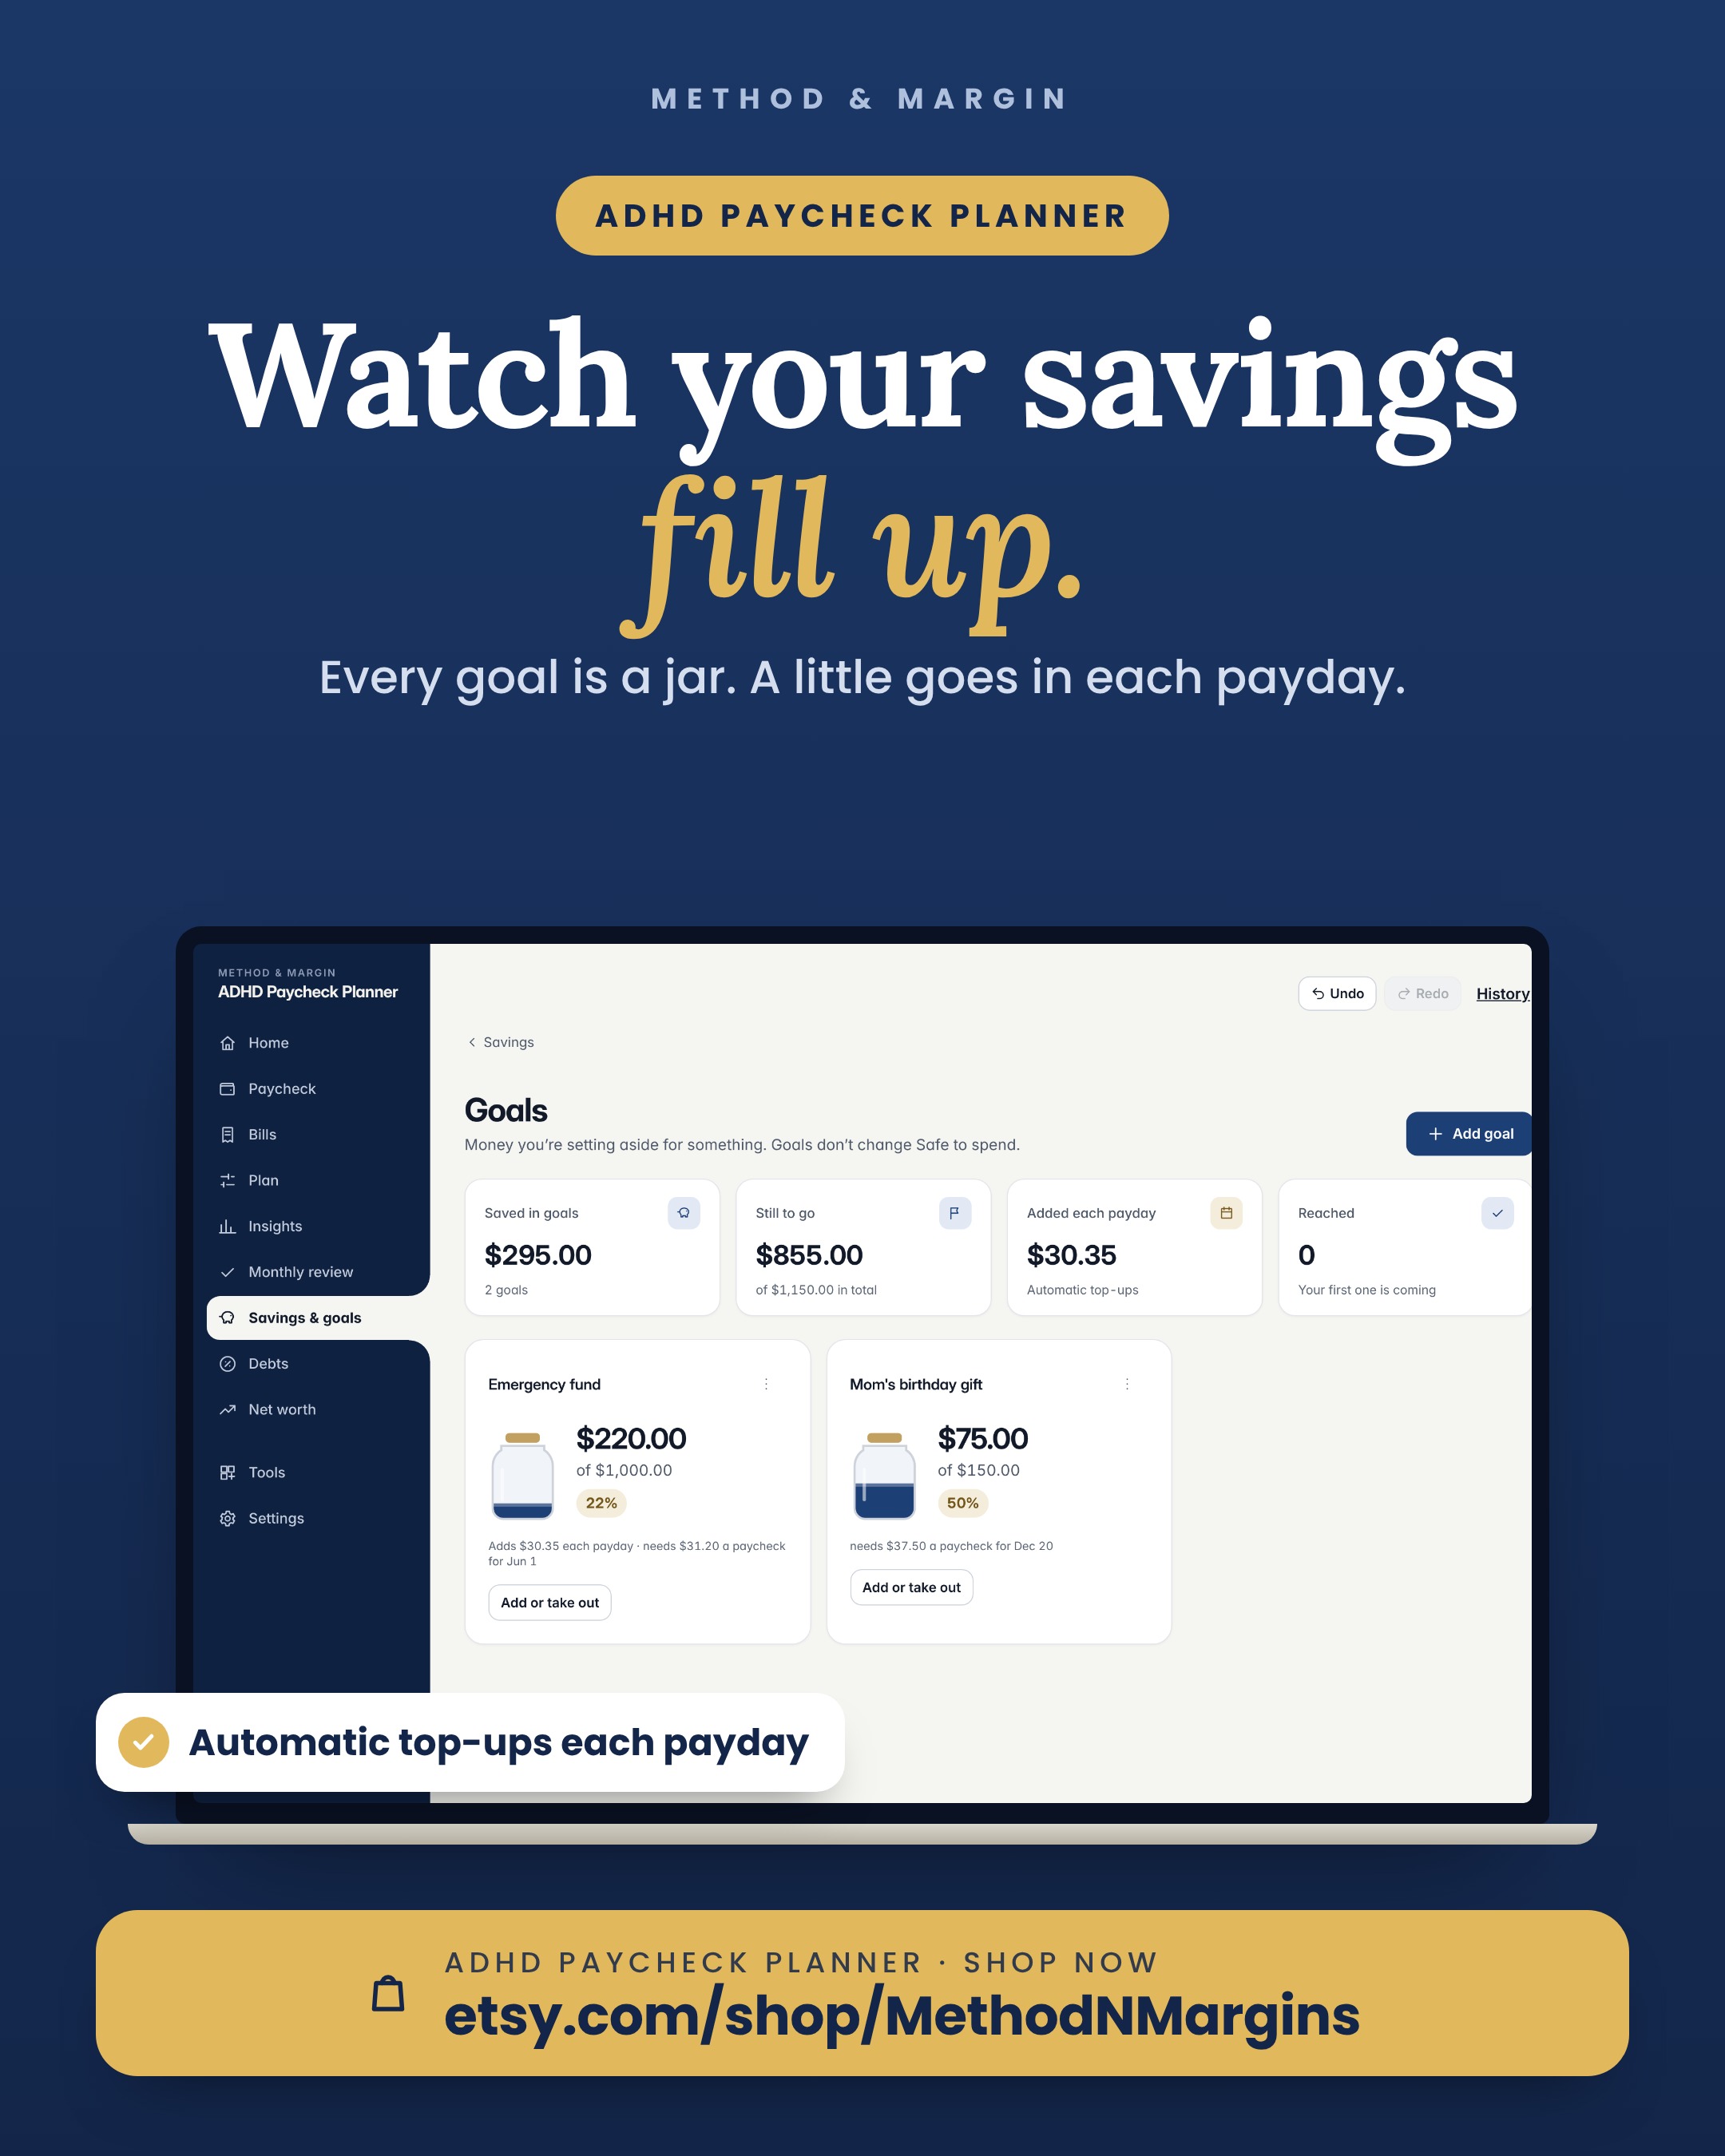 METHOD & MARGIN
ADHD PAYCHECK PLANNER
Watch your savings
fill up.
Every goal is a jar. A little goes in each payday.
METHOD & MARGIN
ADHD Paycheck Planner
Home
Paycheck
Bills
Plan
Insights
Monthly review
Savings & goals
Debts
Net worth
Tools
Settings
Undo
Redo
History
Savings
Goals
Money you’re setting aside for something. Goals don’t change Safe to spend.
Add goal
Saved in goals
$295.00
2 goals
Still to go
$855.00
of $1,150.00 in total
Added each payday
$30.35
Automatic top-ups
Reached
0
Your first one is coming
Emergency fund
$220.00
of $1,000.00
22%
Adds $30.35 each payday · needs $31.20 a paycheck
for Jun 1
Add or take out
Mom's birthday gift
$75.00
of $150.00
50%
needs $37.50 a paycheck for Dec 20
Add or take out
Automatic top-ups each payday
ADHD PAYCHECK PLANNER · SHOP NOW
etsy.com/shop/MethodNMargins